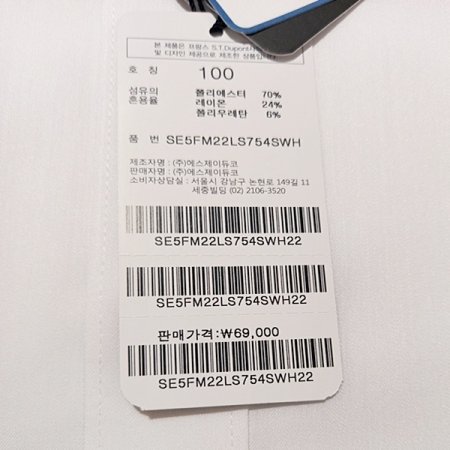 본 제품은 프랑스 S.T.Dupont사
및 디자인 제공으로 제조한 상품입니다
호 칭 100
섬유의 폴리에스터 70%
혼용율 레이온 24%
폴리우레탄 6%
품 번 SE5FM22LS754SWH
제조자명 : (주)에스제이듀코
판매자명 : (주)에스제이듀코
소비자상담실 : 서울시 강남구 논현로 149길 11
세중빌딩 (02) 2106-3520
SE5FM22LS754SWH22
SE5FM22LS754SWH22
판매가격:₩69,000
SE5FM22LS754SWH22